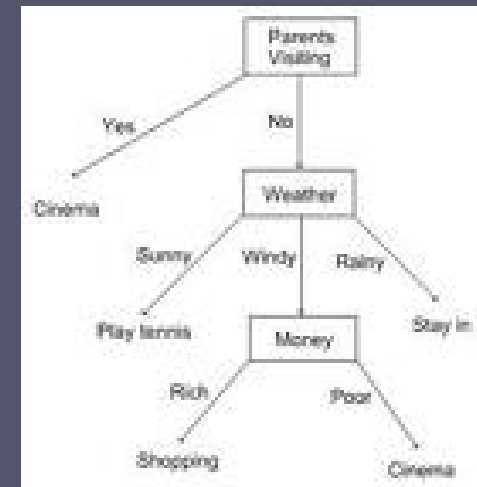 Parents
Visiting
Yes
No
Cinema
Weather
Sunny
Windy
Rainy
Play tennis
Money
Stay in
Rich
Poor
Shopping
Cinema